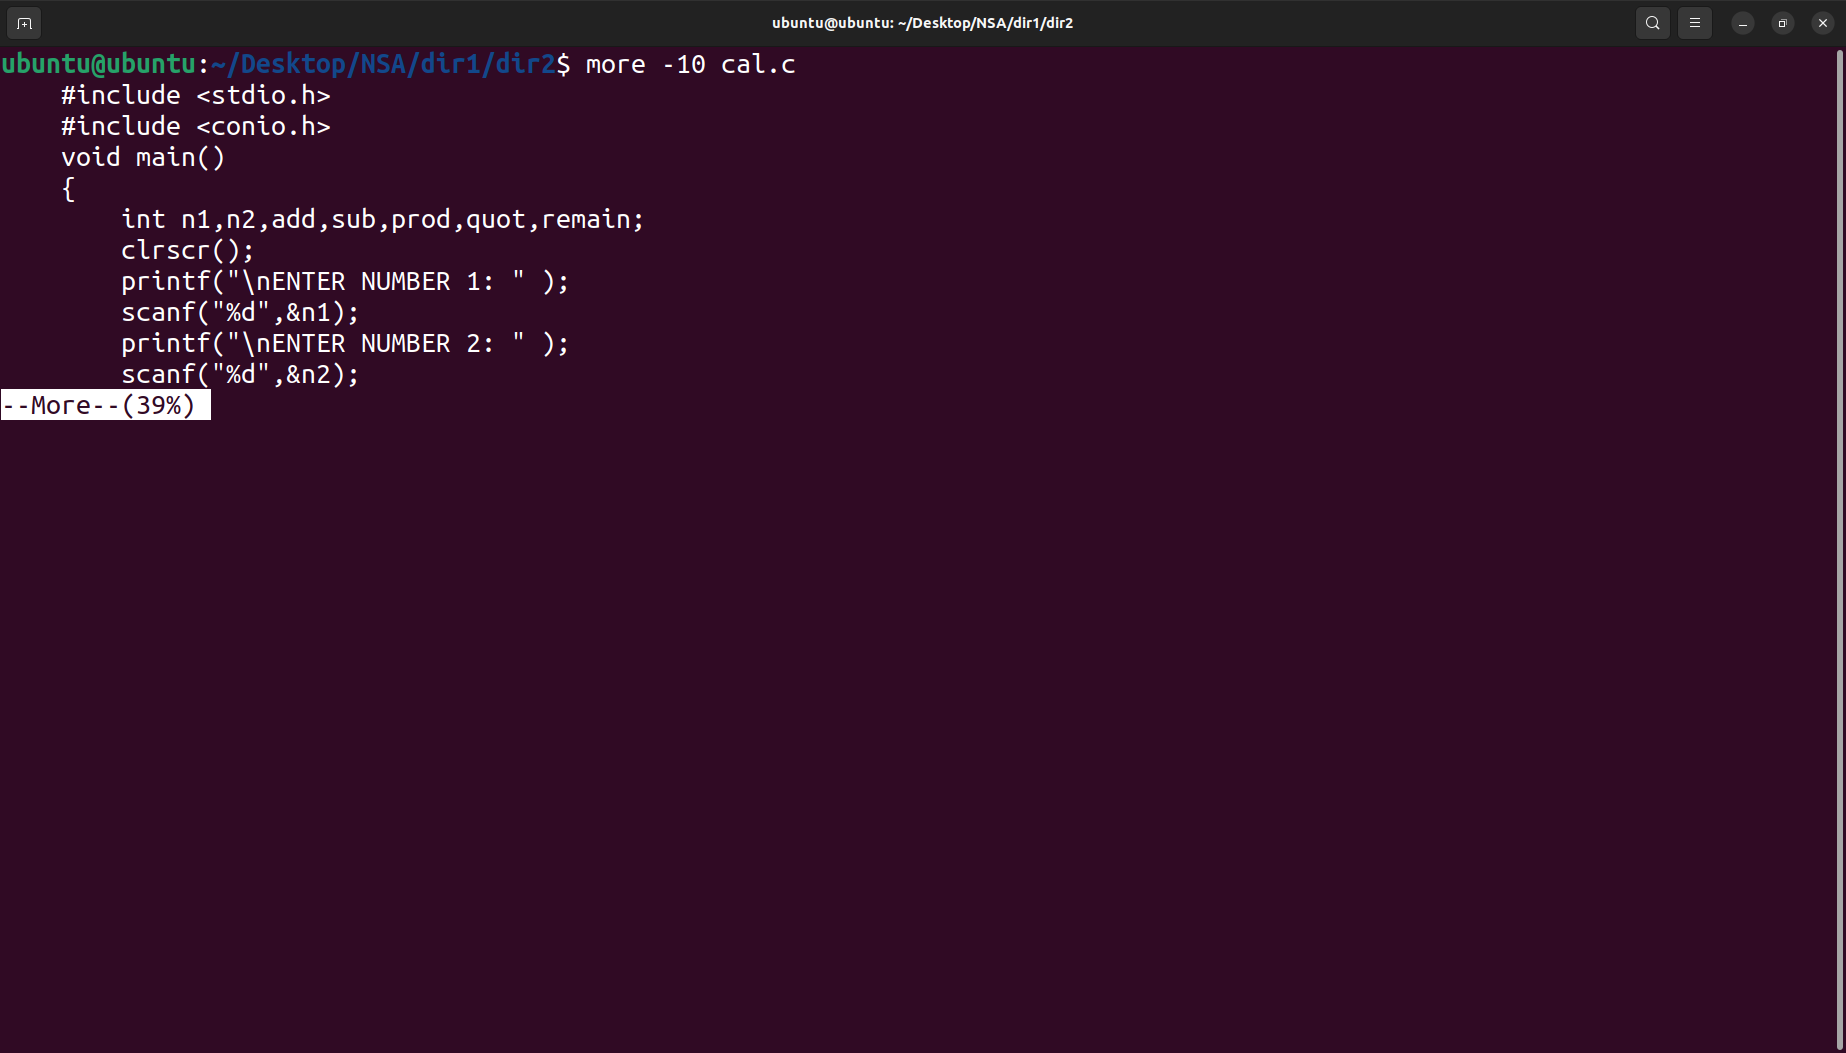 ubuntu@ubuntu: ~/Desktop/NSA/dir1/dir2
ubuntu@ubuntu:~/Desktop/NSA/dir1/dir2$ more -10 cal.c
    #include <stdio.h>
    #include <conio.h>
    void main()
    {
        int n1,n2,add,sub,prod,quot,remain;
        clrscr();
        printf("\nENTER NUMBER 1: " );
        scanf("%d",&n1);
        printf("\nENTER NUMBER 2: " );
        scanf("%d",&n2);
--More--(39%)